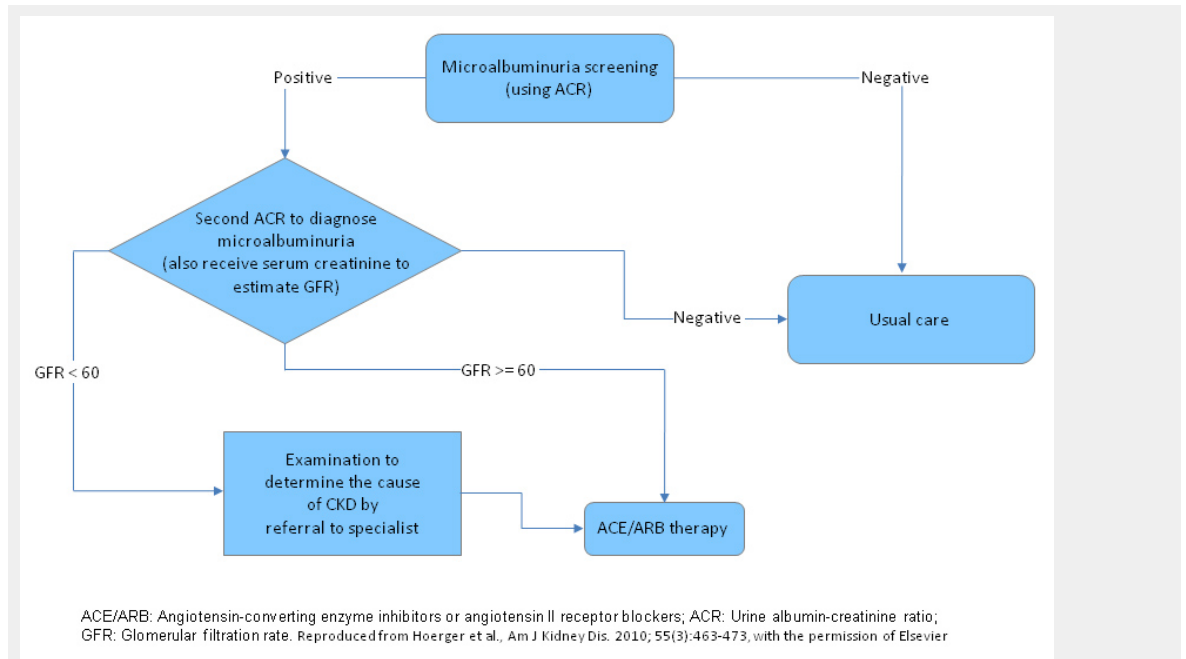 Microalbuminuria screening
(using ACR)
Positive
Negative
Second ACR to diagnose
microalbuminuria
(also receive serum creatinine to
estimate GFR)
Negative
Usual care
GFR < 60
GFR >= 60
Examination to
determine the cause
of CKD by
referral to specialist
ACE/ARB therapy
ACE/ARB: Angiotensin-converting enzyme inhibitors or angiotensin II receptor blockers; ACR: Urine albumin-creatinine ratio;
GFR: Glomerular filtration rate. Reproduced from Hoerger et al., Am J Kidney Dis. 2010; 55(3):463-473, with the permission of Elsevier